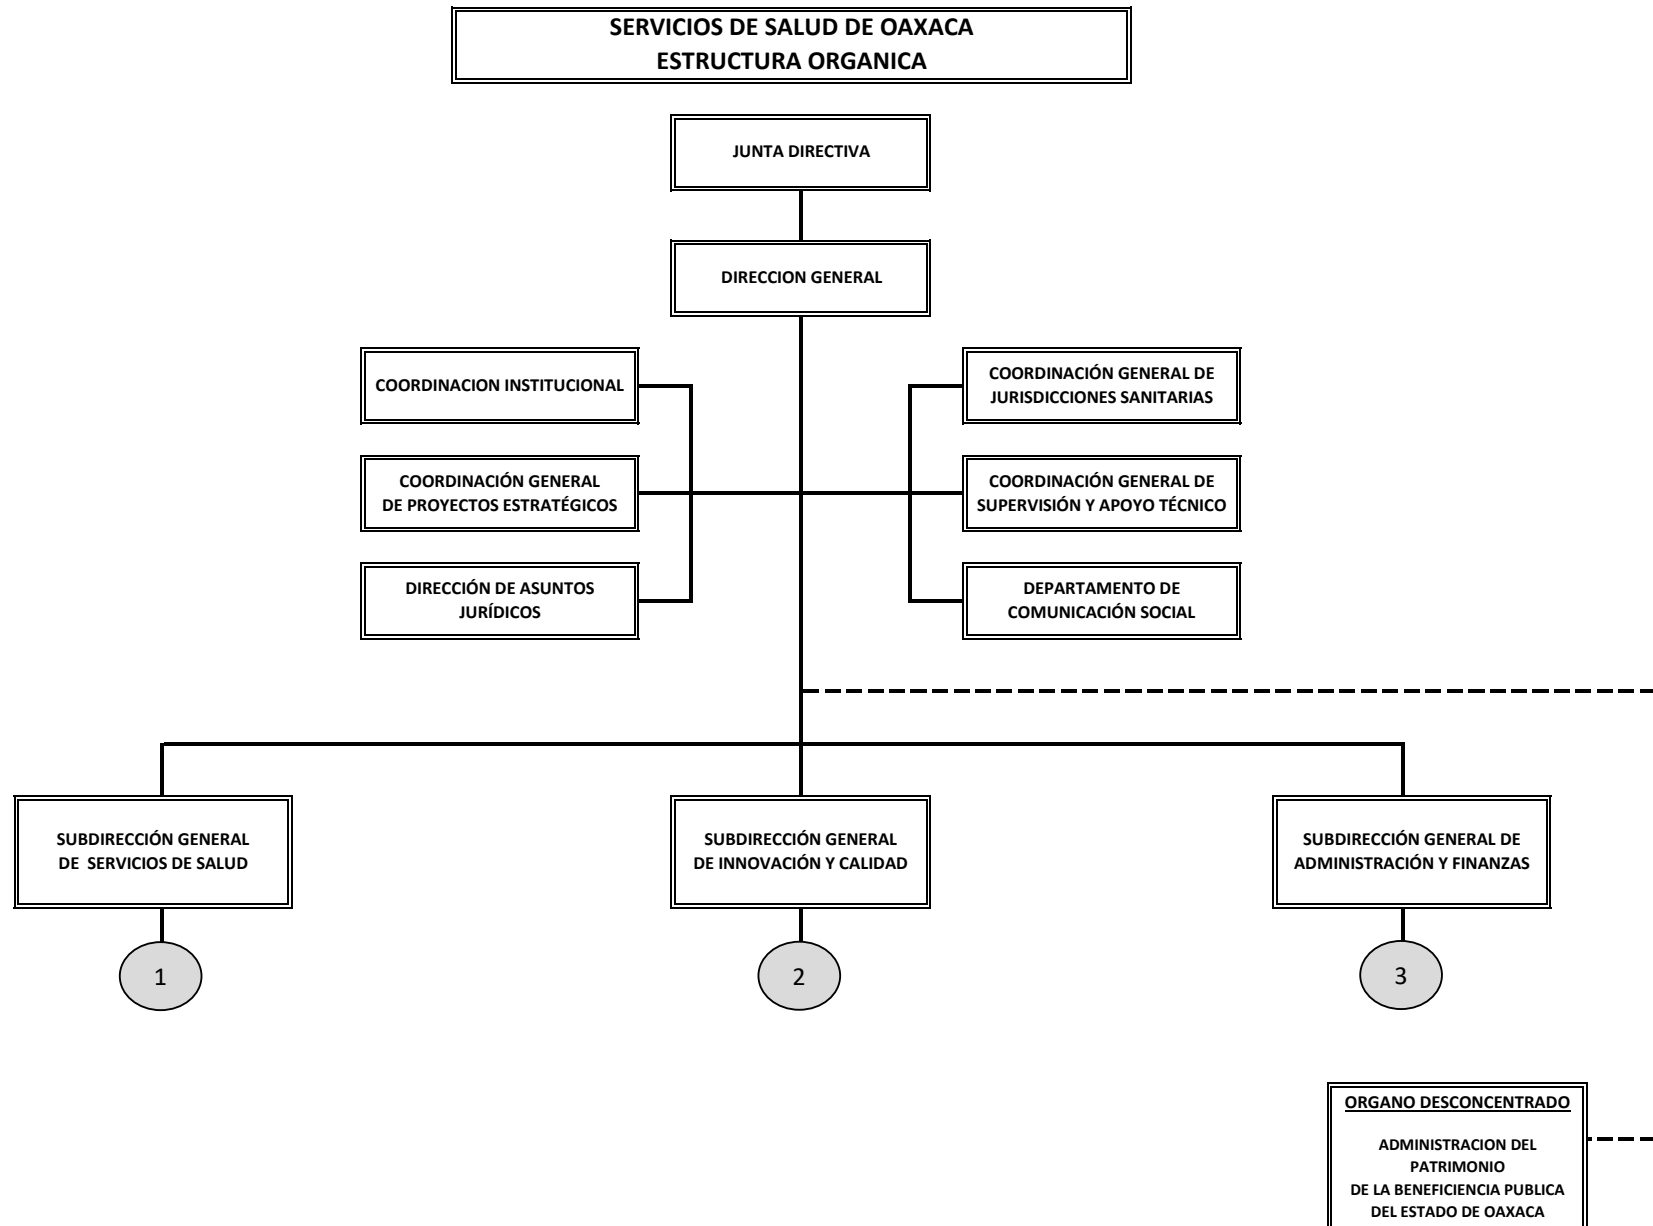 SERVICIOS DE SALUD DE OAXACA
ESTRUCTURA ORGANICA
JUNTA DIRECTIVA
DIRECCION GENERAL
COORDINACION INSTITUCIONAL
COORDINACIÓN GENERAL DE
JURISDICCIONES SANITARIAS
COORDINACIÓN GENERAL
DE PROYECTOS ESTRATÉGICOS
COORDINACIÓN GENERAL DE
SUPERVISIÓN Y APOYO TÉCNICO
DIRECCIÓN DE ASUNTOS
JURÍDICOS
DEPARTAMENTO DE
COMUNICACIÓN SOCIAL
SUBDIRECCIÓN GENERAL
DE SERVICIOS DE SALUD
SUBDIRECCIÓN GENERAL
DE INNOVACIÓN Y CALIDAD
SUBDIRECCIÓN GENERAL DE
ADMINISTRACIÓN Y FINANZAS
1
2
3
ORGANO DESCONCENTRADO
ADMINISTRACION DEL
PATRIMONIO
DE LA BENEFICIENCIA PUBLICA
DEL ESTADO DE OAXACA